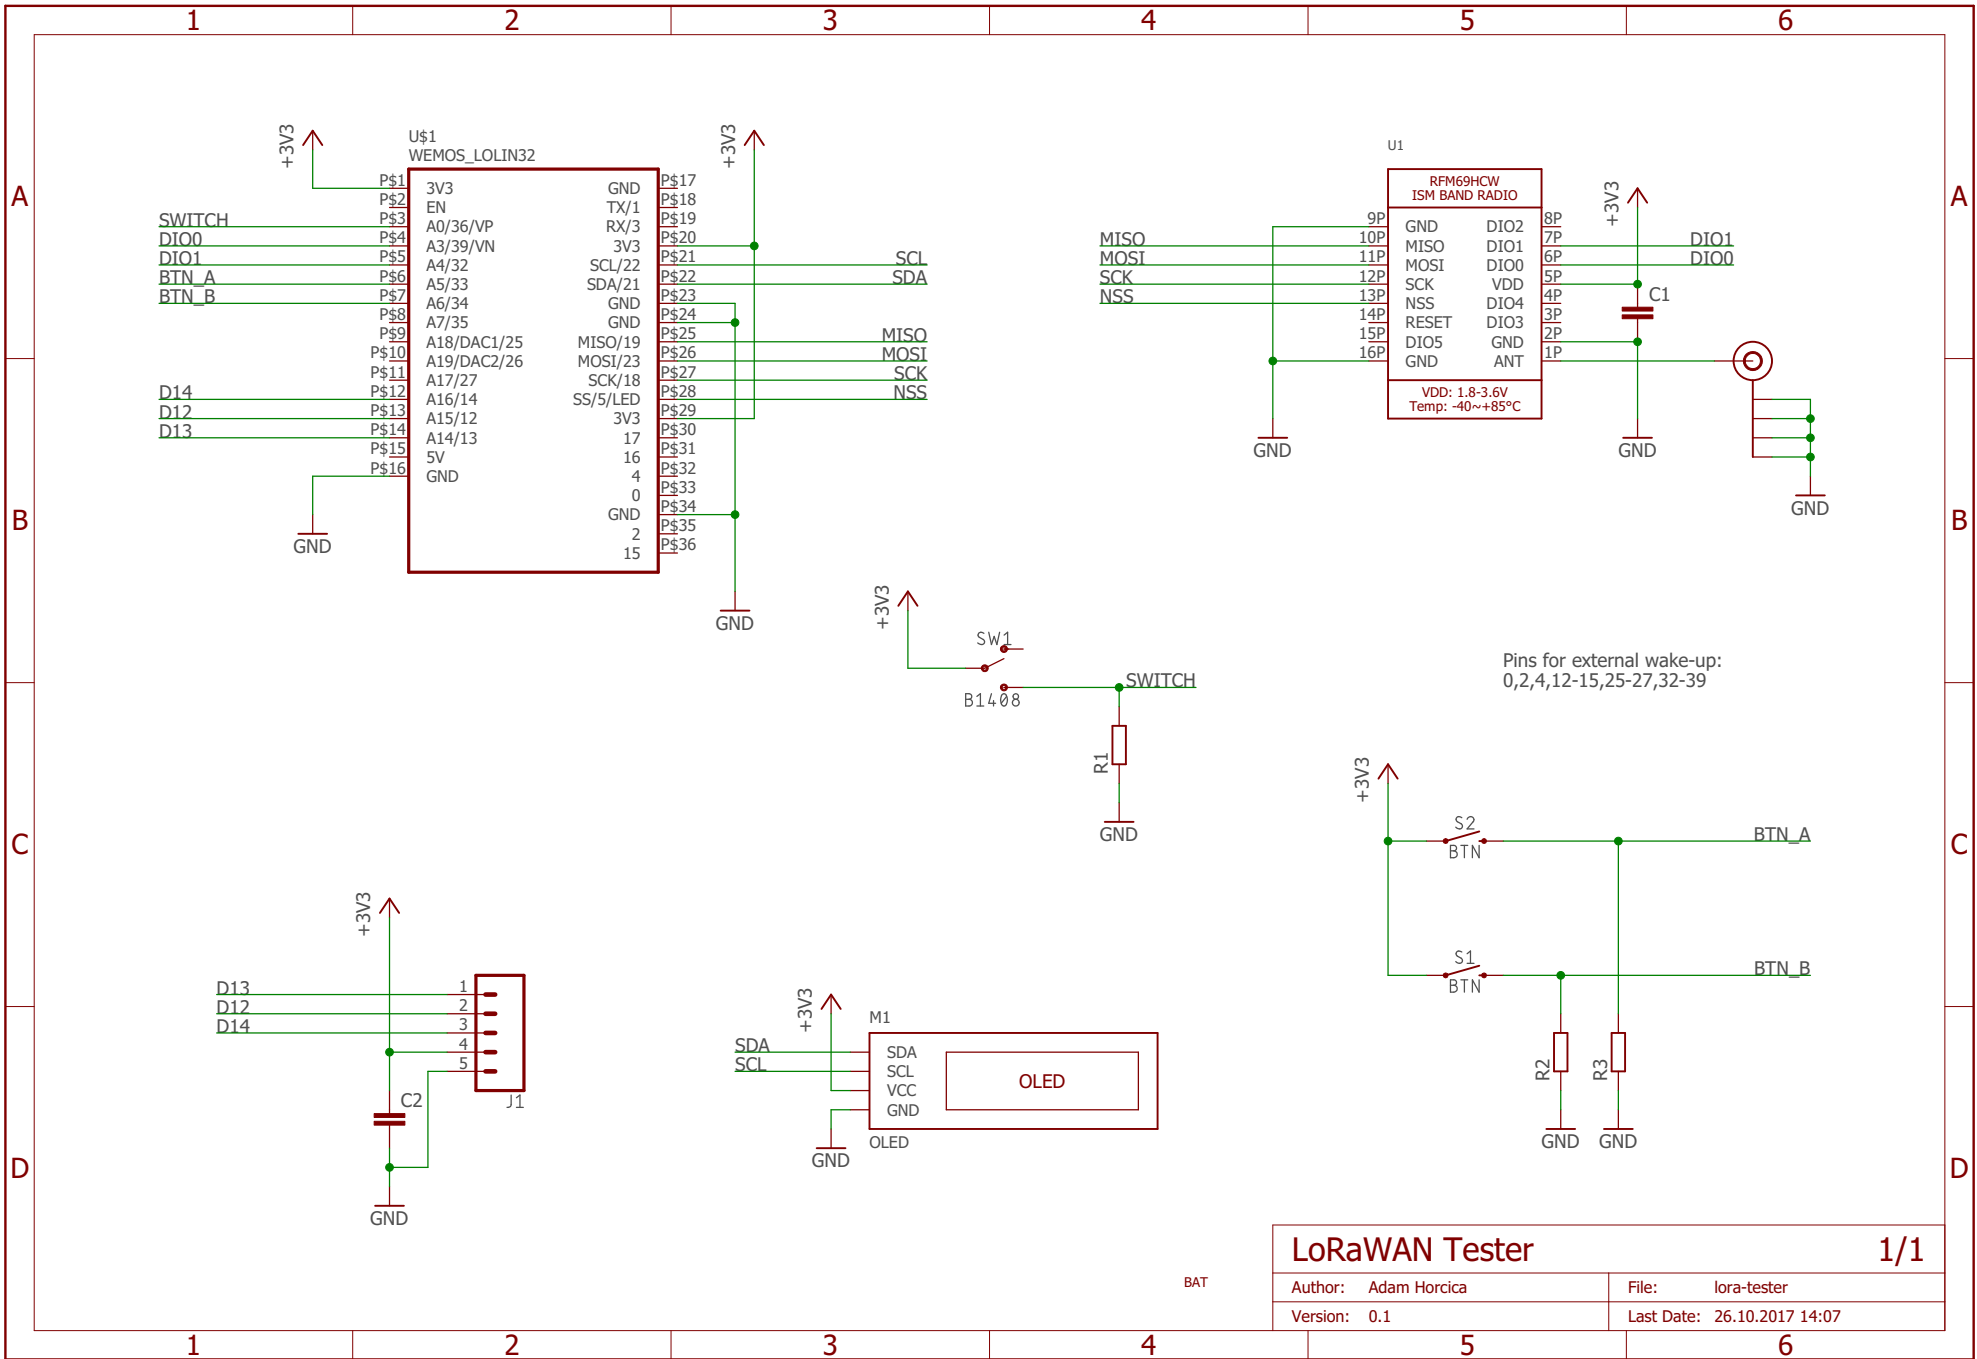 1 2 3 4 5 6
A
B
C
D
A
B
C
D
1 2 3 4 5 6
+3V3
U$1
WEMOS_LOLIN32
+3V3
P$1 3V3
P$2 EN
SWITCH P$3 A0/36/VP
DIO0 P$4 A3/39/VN
DIO1 P$5 A4/32
BTN_A P$6 A5/33
BTN_B P$7 A6/34
P$8 A7/35
P$9 A18/DAC1/25
P$10 A19/DAC2/26
P$11 A17/27
D14 P$12 A16/14
D12 P$13 A15/12
D13 P$14 A14/13
P$15 5V
P$16 GND
GND
GND P$17
TX/1 P$18
RX/3 P$19
3V3 P$20
SCL/22 P$21 SCL
SDA/21 P$22 SDA
GND P$23
GND P$24
MISO/19 P$25 MISO
MOSI/23 P$26 MOSI
SCK/18 P$27 SCK
SS/5/LED P$28 NSS
3V3 P$29
17 P$30
16 P$31
4 P$32
0 P$33
GND P$34
2 P$35
15 P$36
GND
U1
RFM69HCW
ISM BAND RADIO
9P GND
MISO 10P MISO
MOSI 11P MOSI
SCK 12P SCK
NSS 13P NSS
14P RESET
15P DIO5
16P GND
GND
DIO2 8P
DIO1 7P DIO1
DIO0 6P DIO0
VDD 5P
DIO4 4P
DIO3 3P
GND 2P
ANT 1P
VDD: 1.8-3.6V
Temp: -40~+85°C
+3V3
C1
GND
GND
+3V3
SW1
B1408
SWITCH
R1
GND
Pins for external wake-up:
0,2,4,12-15,25-27,32-39
+3V3
S2
BTN
BTN_A
S1
BTN
BTN_B
R2
R3
GND
GND
+3V3
D13 1
D12 2
D14 3
4
5
J1
C2
GND
+3V3
M1
SDA SDA
SCL SCL
VCC
GND
OLED
OLED
GND
BAT
LoRaWAN Tester 1/1
Author: Adam Horcica File: lora-tester
Version: 0.1 Last Date: 26.10.2017 14:07